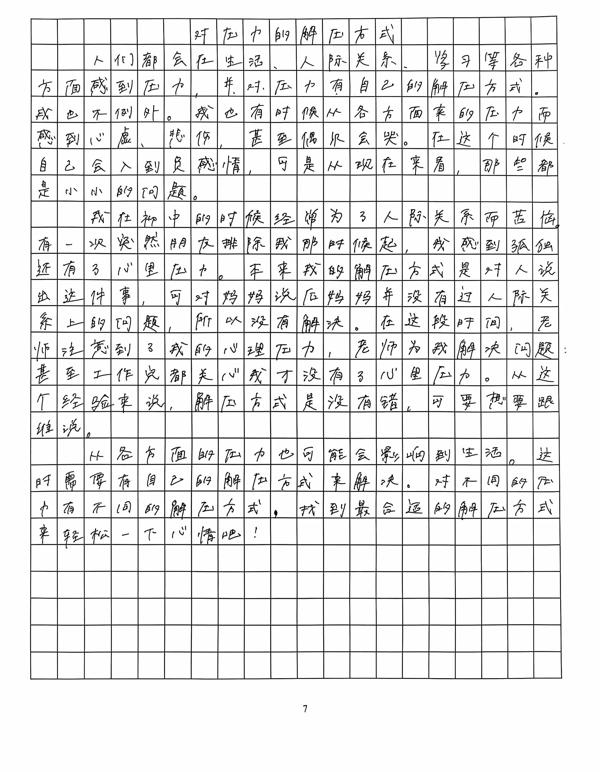 对压力的解压方式
人们都会在生活、人际关系、学习等各种
方面感到压力，并对压力有自己的解压方式。
我也不例外。我也有时候从各方面来的压力而
感到心虚、悲伤，甚至偶尔会哭。在这个时候
自己会入到负感情，可是从现在来看，那些都
是小小的问题。
我在初中的时候经常为了人际关系而苦恼。
有一次突然朋友排除我那时候起，我感到孤独
还有了心里压力。本来我的解压方式是对人说
出这件事，可对妈妈说后妈妈并没有过人际关
系上的问题，所以没有解决。在这段时间，老
师注意到了我的心理压力，老师为我解决问题
甚至工作完都关心我才没有了心里压力。从这
个经验来说，解压方式是没有错，可要想要跟
谁说。
从各方面的压力也可能会影响到生活。这
时需要有自己的解压方式来解决。对不同的压
力有不同的解压方式。找到最合适的解压方式
来轻松一下心情吧！
7